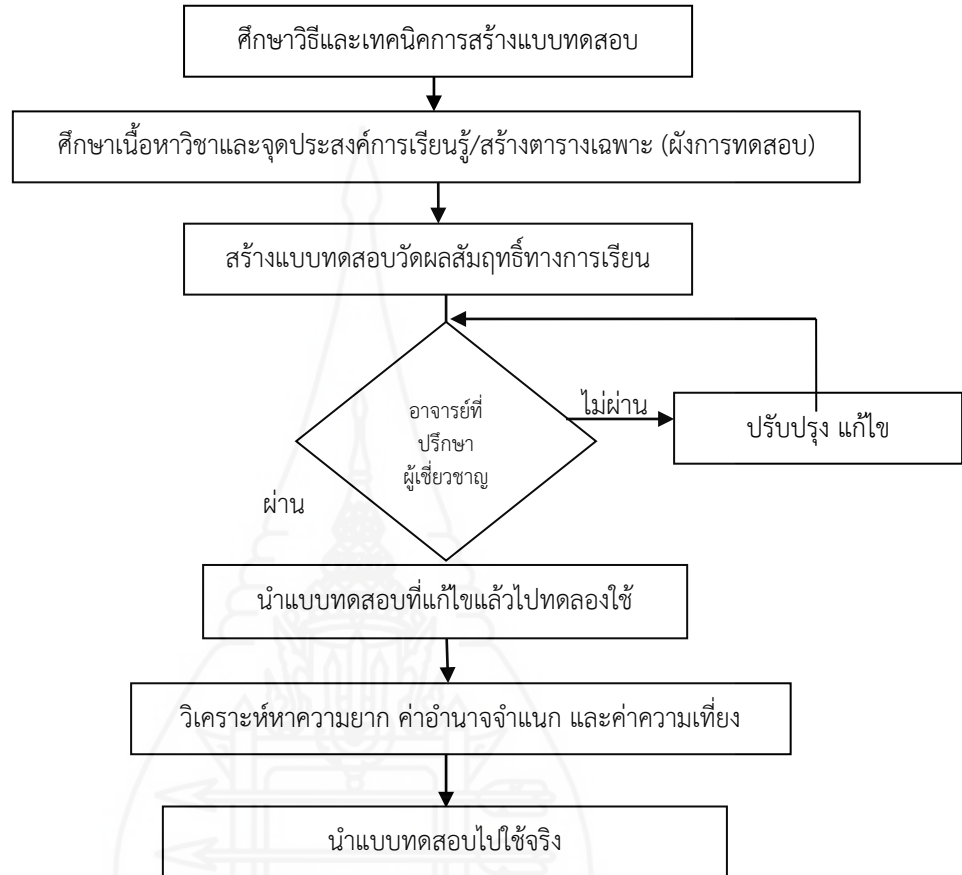 ศึกษาวิธีและเทคนิคการสร้างแบบทดสอบ
ศึกษาเนื้อหาวิชาและจุดประสงค์การเรียนรู้/สร้างตารางเฉพาะ (ผังการทดสอบ)
สร้างแบบทดสอบวัดผลสัมฤทธิ์ทางการเรียน
อาจารย์ที่
ปรึกษา
ผู้เชี่ยวชาญ
ไม่ผ่าน
ปรับปรุง แก้ไข
ผ่าน
นำแบบทดสอบที่แก้ไขแล้วไปทดลองใช้
วิเคราะห์หาความยาก ค่าอำนาจจำแนก และค่าความเที่ยง
นำแบบทดสอบไปใช้จริง